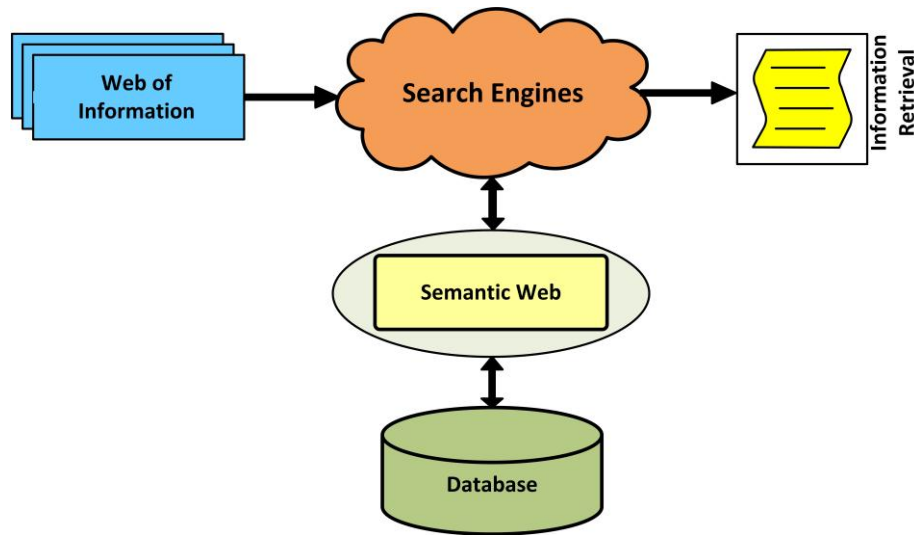 Web of
Information
Search Engines
Information
Retrieval
Semantic Web
Database